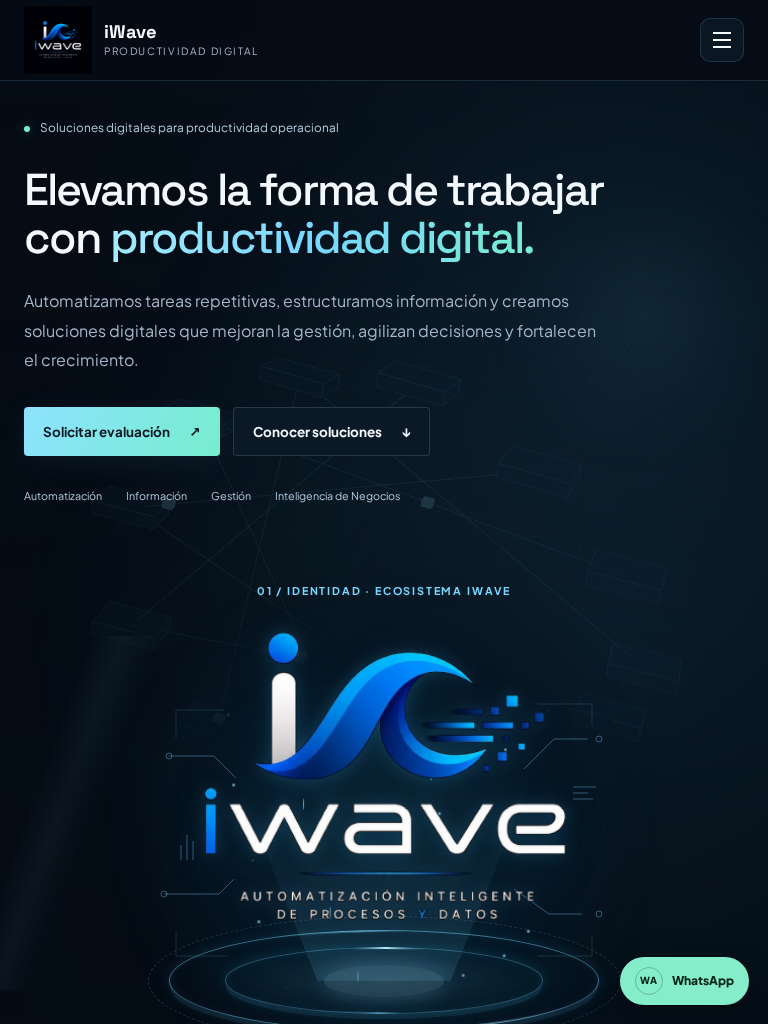 iwave
iWave
PRODUCTIVIDAD DIGITAL
Soluciones digitales para productividad operacional
Elevamos la forma de trabajar
con productividad digital.
Automatizamos tareas repetitivas, estructuramos información y creamos
soluciones digitales que mejoran la gestión, agilizan decisiones y fortalecen
el crecimiento.
Solicitar evaluación ↗
Conocer soluciones ↓
Automatización Información Gestión Inteligencia de Negocios
01 / IDENTIDAD · ECOSISTEMA IWAVE
iwave
AUTOMATIZACIÓN INTELIGENTE
DE PROCESOS Y DATOS
WA WhatsApp